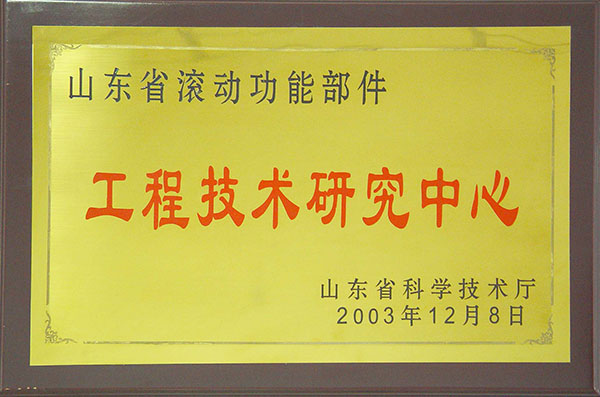 山东省滚动功能部件
工程技术研究中心
山东省科学技术厅
2003年12月8日